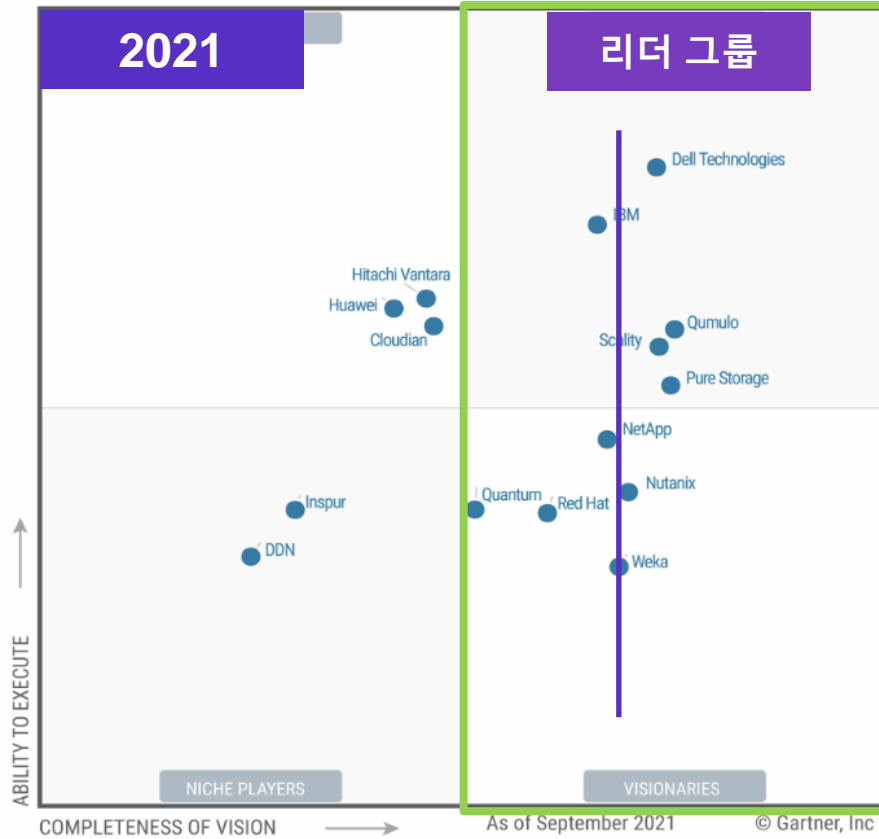 2021
리더 그룹
Dell Technologies
IBM
Hitachi Vantara
Huawei
Cloudian
Qumulo
Scality
Pure Storage
NetApp
Nutanix
Quantum
Red Hat
Inspur
DDN
Weka
ABILITY TO EXECUTE
NICHE PLAYERS
VISIONARIES
COMPLETENESS OF VISION
As of September 2021
© Gartner, Inc